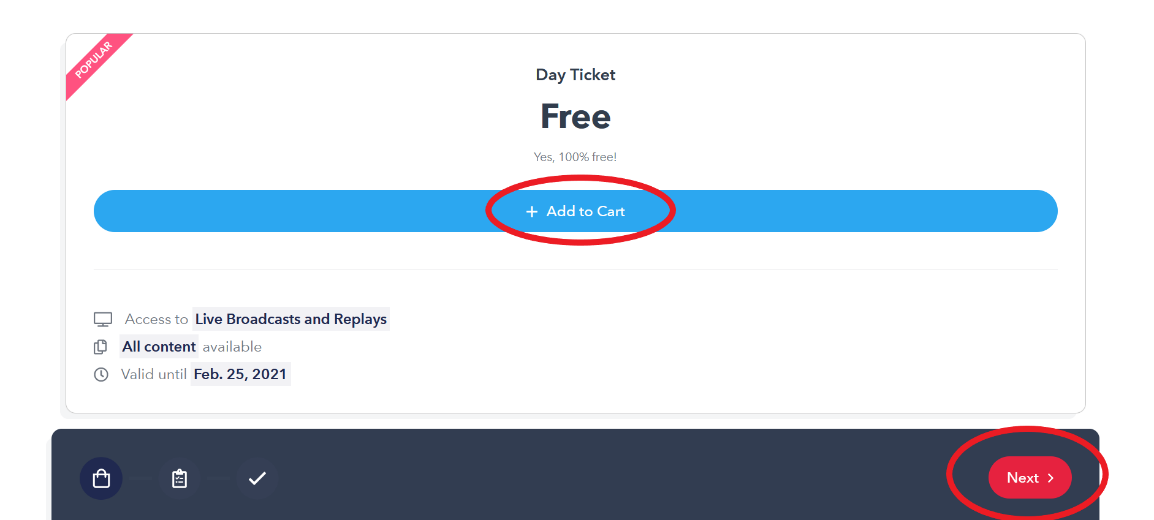 POPULAR
Day Ticket
Free
Yes, 100% free!
+ Add to Cart
Access to Live Broadcasts and Replays
All content available
Valid until Feb. 25, 2021
Next >